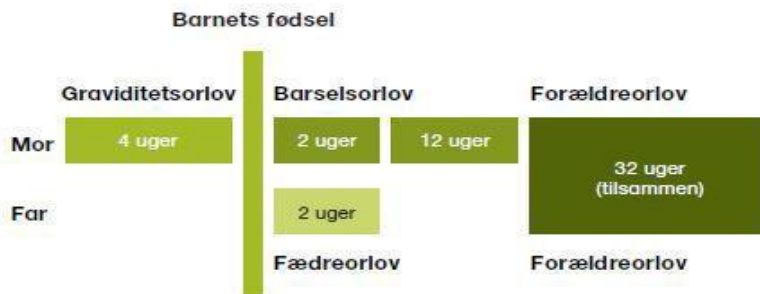 Barnets fødsel
Graviditetsorlov
Barselsorlov
Forældreorlov
Mor
4 uger
2 uger
12 uger
32 uger
(tilsammen)
Far
2 uger
Fædreorlov
Forældreorlov